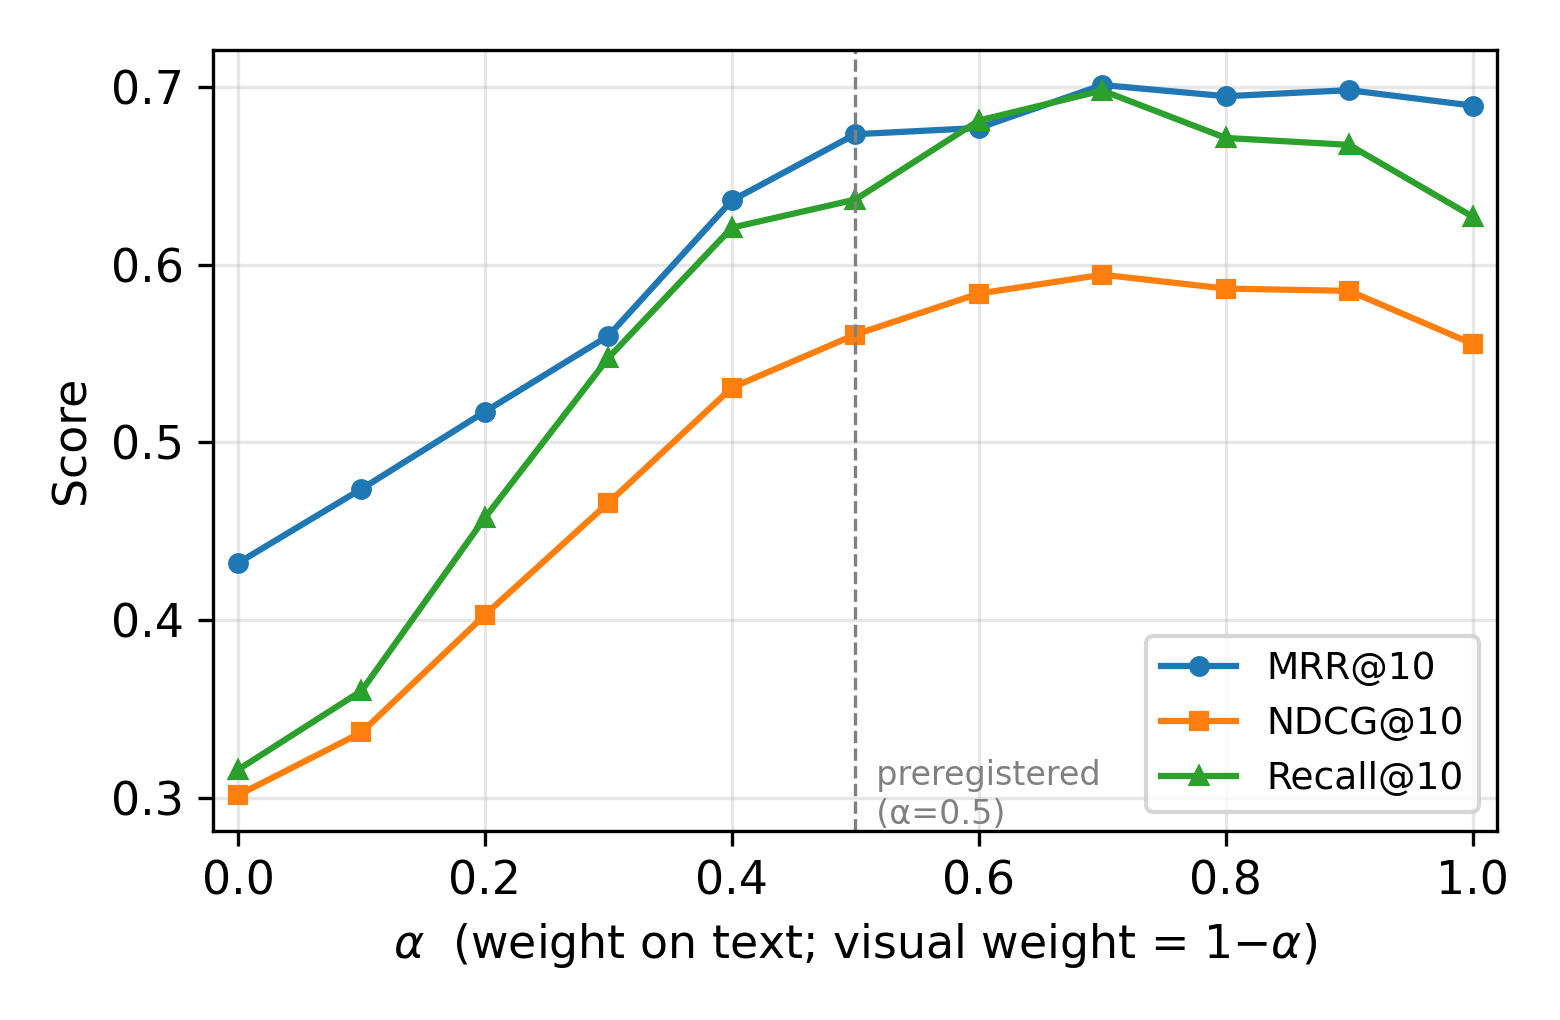 0.7
0.6
0.5
0.4
0.3
Score
0.0 0.2 0.4 0.6 0.8 1.0
α (weight on text; visual weight = 1−α)
preregistered
(α=0.5)
MRR@10
NDCG@10
Recall@10